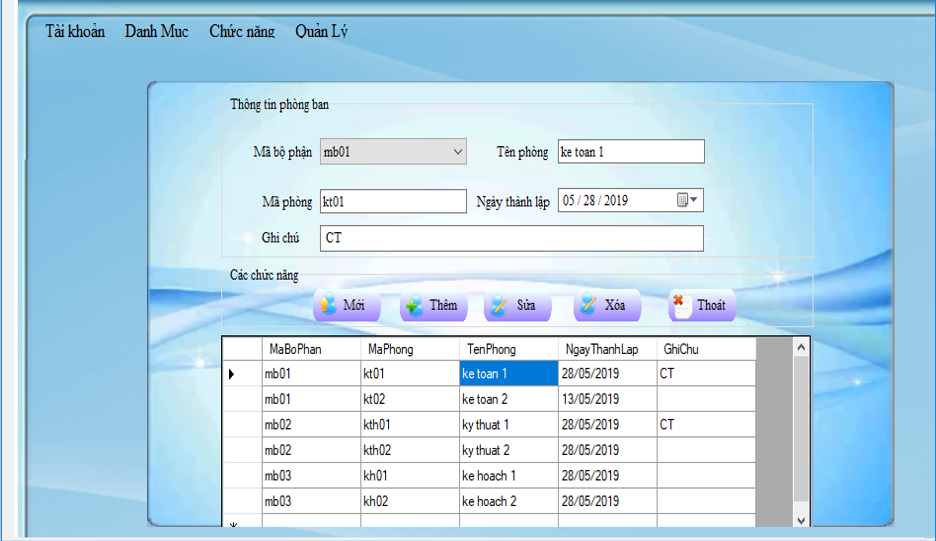 Tài khoản Danh Muc Chức năng Quản Lý
Thông tin phòng ban
Mã bộ phận mb01 Tên phòng ke toan 1
Mã phòng kt01 Ngày thành lập 05 / 28 / 2019
Ghi chú CT
Các chức năng
Mới Thêm Sửa Xóa Thoát
MaBoPhan MaPhong TenPhong NgayThanhLap GhiChu
mb01 kt01 ke toan 1 28/05/2019 CT
mb01 kt02 ke toan 2 13/05/2019
mb02 kth01 ky thuat 1 28/05/2019 CT
mb02 kth02 ky thuat 2 28/05/2019
mb03 kh01 ke hoach 1 28/05/2019
mb03 kh02 ke hoach 2 28/05/2019